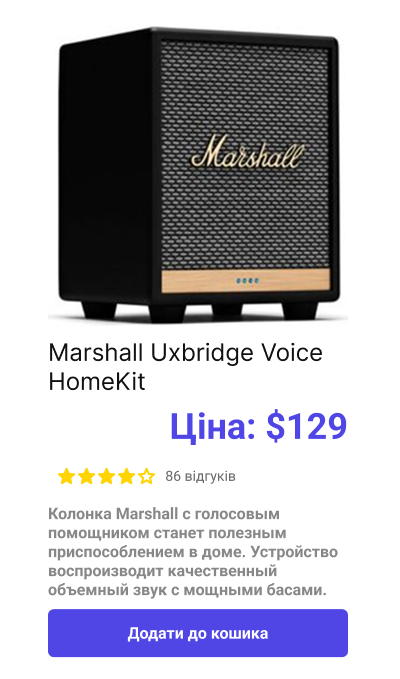 Marshall
Marshall Uxbridge Voice
HomeKit
Ціна: $129
86 відгуків
Колонка Marshall с голосовым
помощником станет полезным
приспособлением в доме. Устройство
воспроизводит качественный
объемный звук с мощными басами.
Додати до кошика